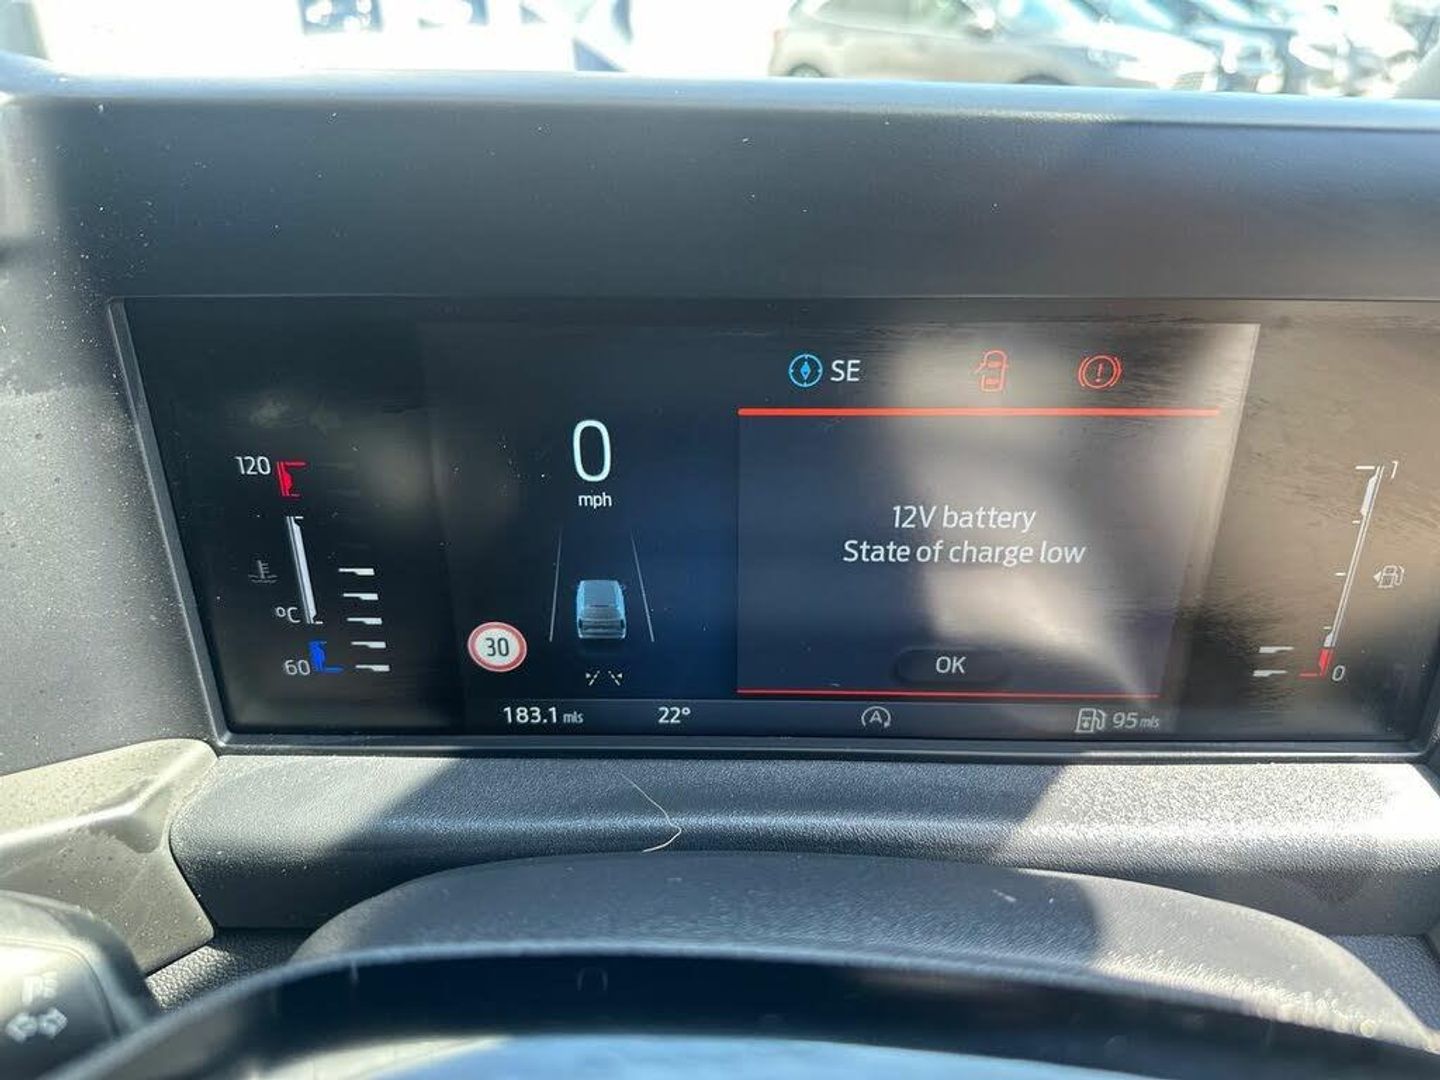 SE
120
0
mph
12V battery
State of charge low
1
°C
60
30
OK
0
183.1 mls
22°
A
95 mls